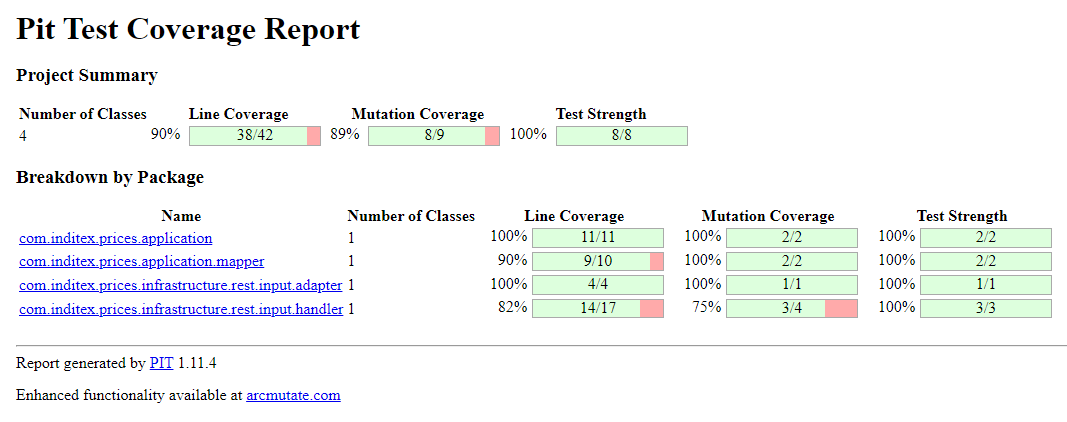 Pit Test Coverage Report
Project Summary
Number of Classes Line Coverage Mutation Coverage Test Strength
4 90% 38/42 89% 8/9 100% 8/8
Breakdown by Package
Name Number of Classes Line Coverage Mutation Coverage Test Strength
com.inditex.prices.application 1 100% 11/11 100% 2/2 100% 2/2
com.inditex.prices.application.mapper 1 90% 9/10 100% 2/2 100% 2/2
com.inditex.prices.infrastructure.rest.input.adapter 1 100% 4/4 100% 1/1 100% 1/1
com.inditex.prices.infrastructure.rest.input.handler 1 82% 14/17 75% 3/4 100% 3/3
Report generated by PIT 1.11.4
Enhanced functionality available at arcmutate.com